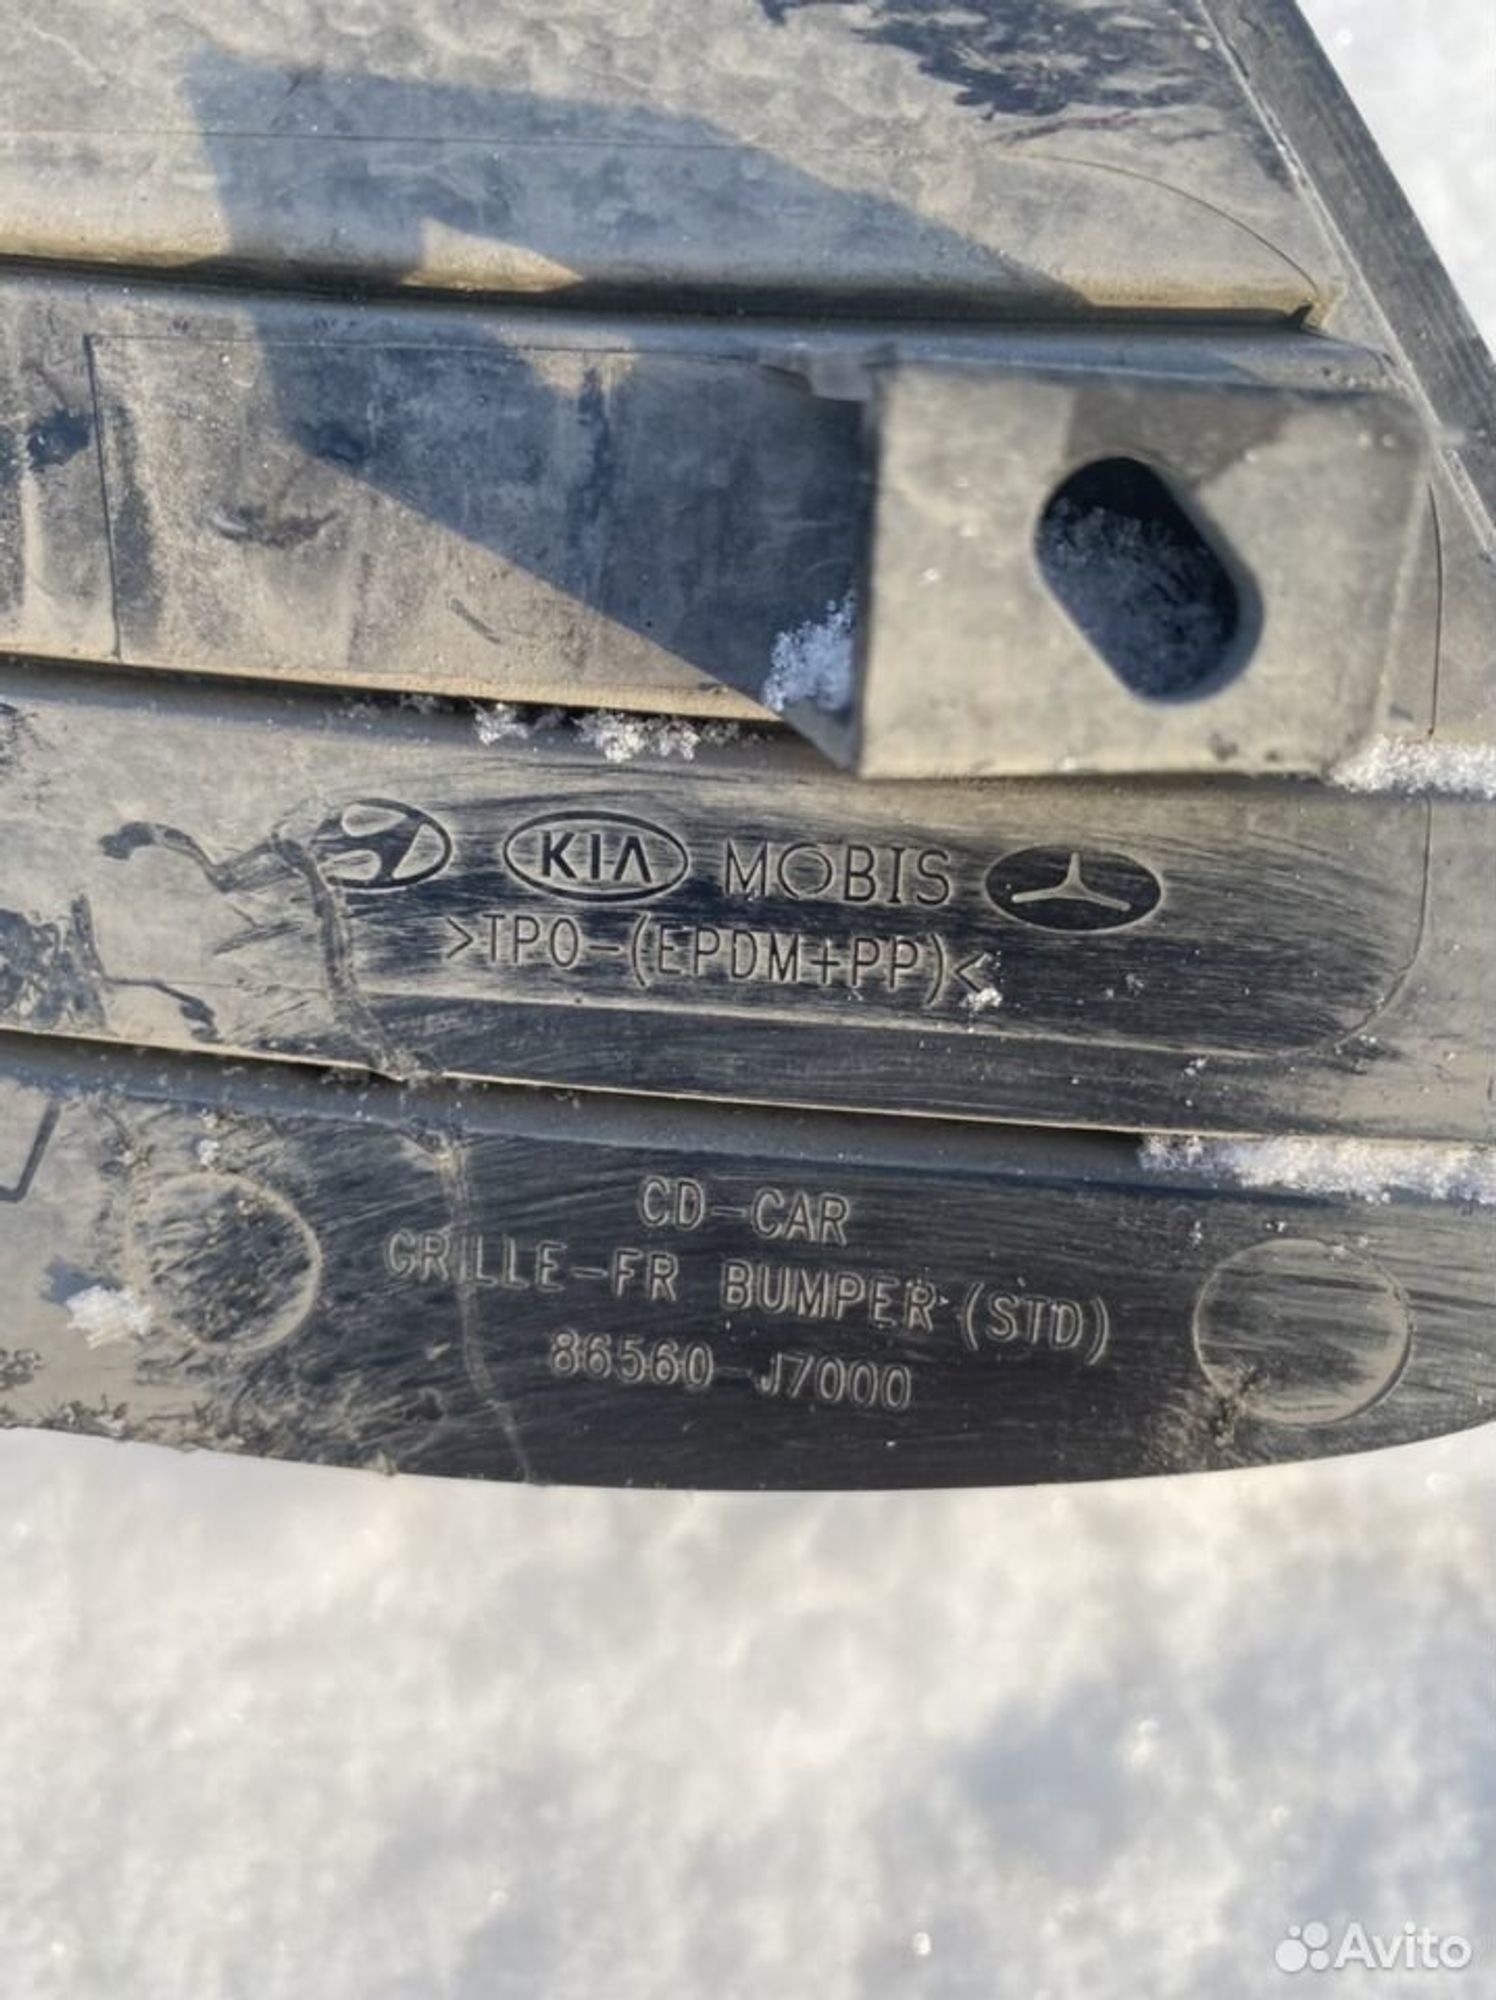 KIA MOBIS
>TPO-(EPDM+PP)<
CD-CAR
GRILLE-FR BUMPER (STD)
86560-J7000
Avito